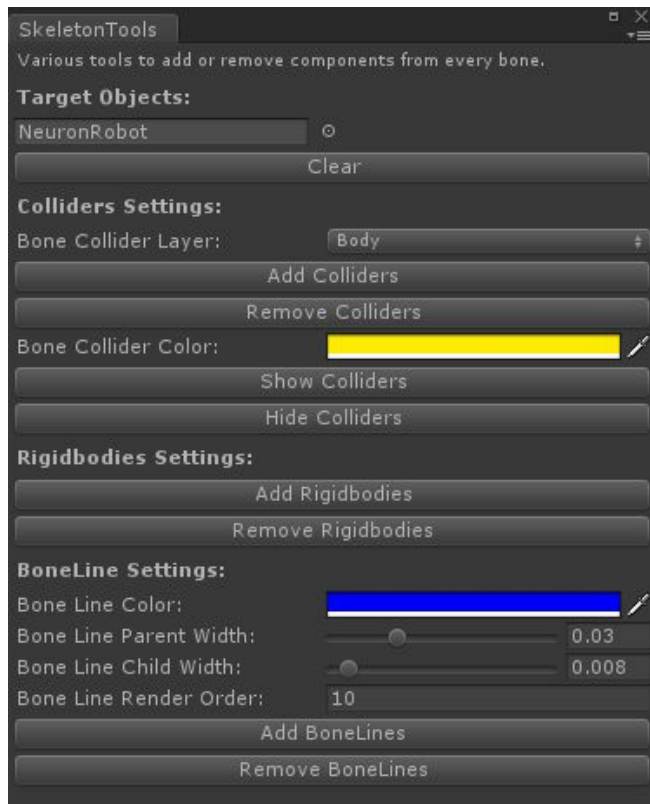 SkeletonTools
Various tools to add or remove components from every bone.
Target Objects:
NeuronRobot
Clear
Colliders Settings:
Bone Collider Layer: Body
Add Colliders
Remove Colliders
Bone Collider Color:
Show Colliders
Hide Colliders
Rigidbodies Settings:
Add Rigidbodies
Remove Rigidbodies
BoneLine Settings:
Bone Line Color:
Bone Line Parent Width: 0.03
Bone Line Child Width: 0.008
Bone Line Render Order: 10
Add BoneLines
Remove BoneLines